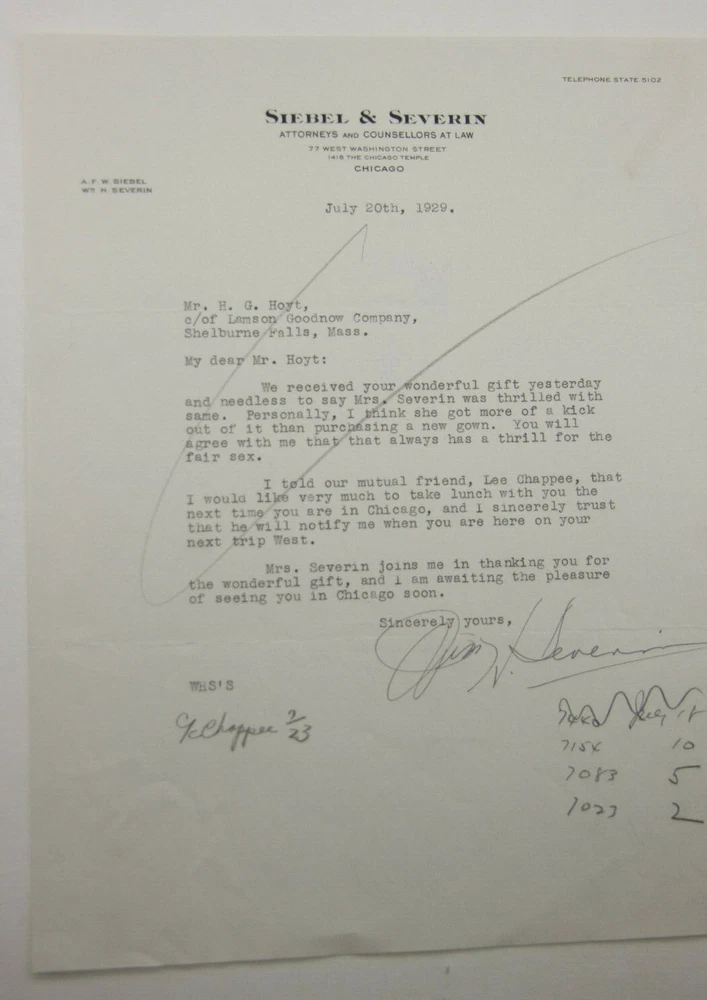 TELEPHONE STATE 5102
SIEBEL & SEVERIN
ATTORNEYS AND COUNSELLORS AT LAW
77 WEST WASHINGTON STREET
1418 THE CHICAGO TEMPLE
CHICAGO
A. F. W. SIEBEL
WM H. SEVERIN
July 20th, 1929.
Mr. H. G. Hoyt,
c/of Lamson Goodnow Company,
Shelburne Falls, Mass.
My dear Mr. Hoyt:
We received your wonderful gift yesterday
and needless to say Mrs. Severin was thrilled with
same. Personally, I think she got more of a kick
out of it than purchasing a new gown. You will
agree with me that that always has a thrill for the
fair sex.
I told our mutual friend, Lee Chappee, that
I would like very much to take lunch with you the
next time you are in Chicago, and I sincerely trust
that he will notify me when you are here on your
next trip West.
Mrs. Severin joins me in thanking you for
the wonderful gift, and I am awaiting the pleasure
of seeing you in Chicago soon.
Sincerely yours,
H. Severin
WHS'S
Chappee 7/23
7154 10
7083 5
7023 2